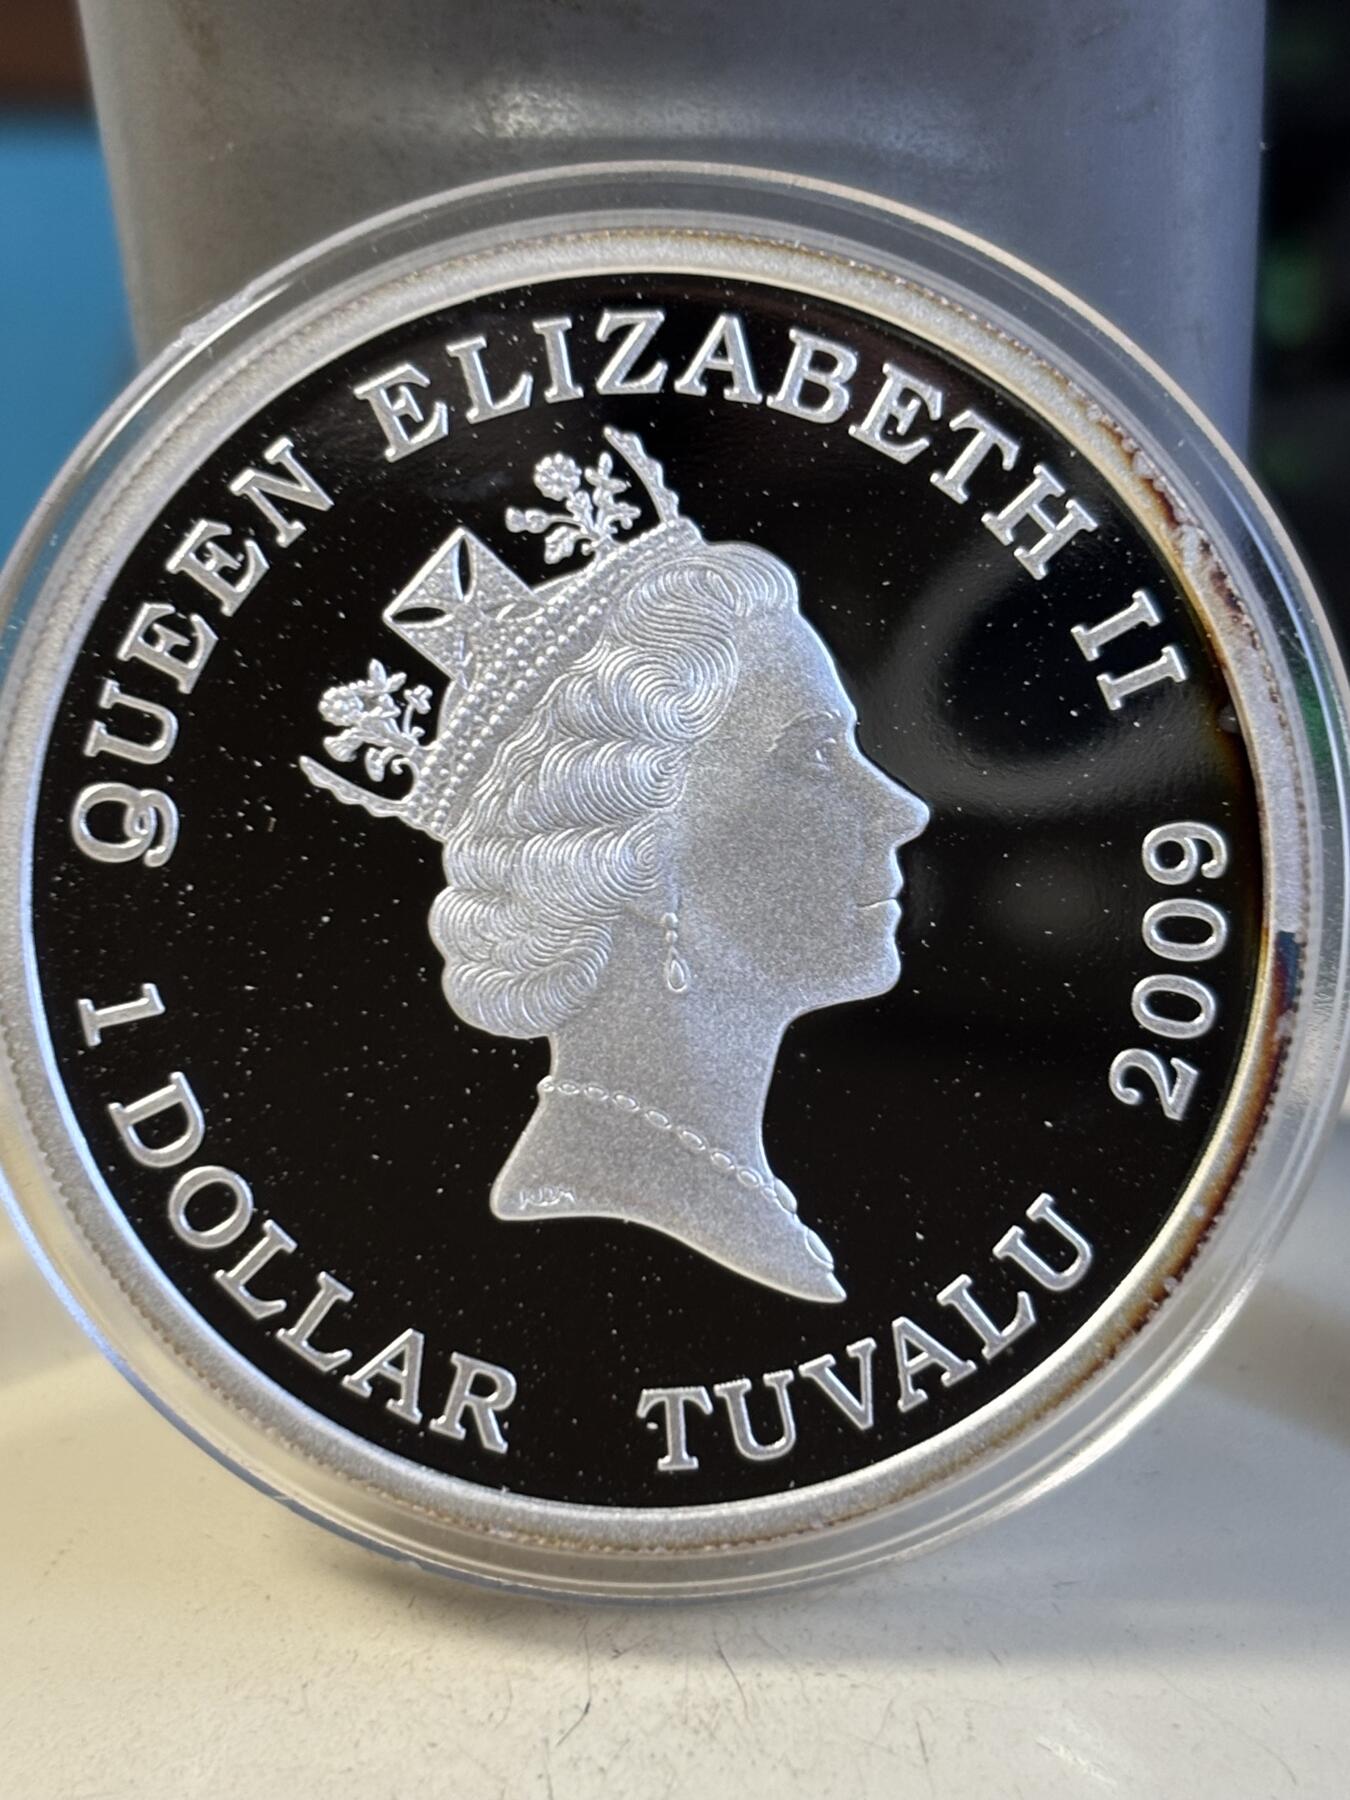 QUEEN ELIZABETH II
2009
1 DOLLAR TUVALU